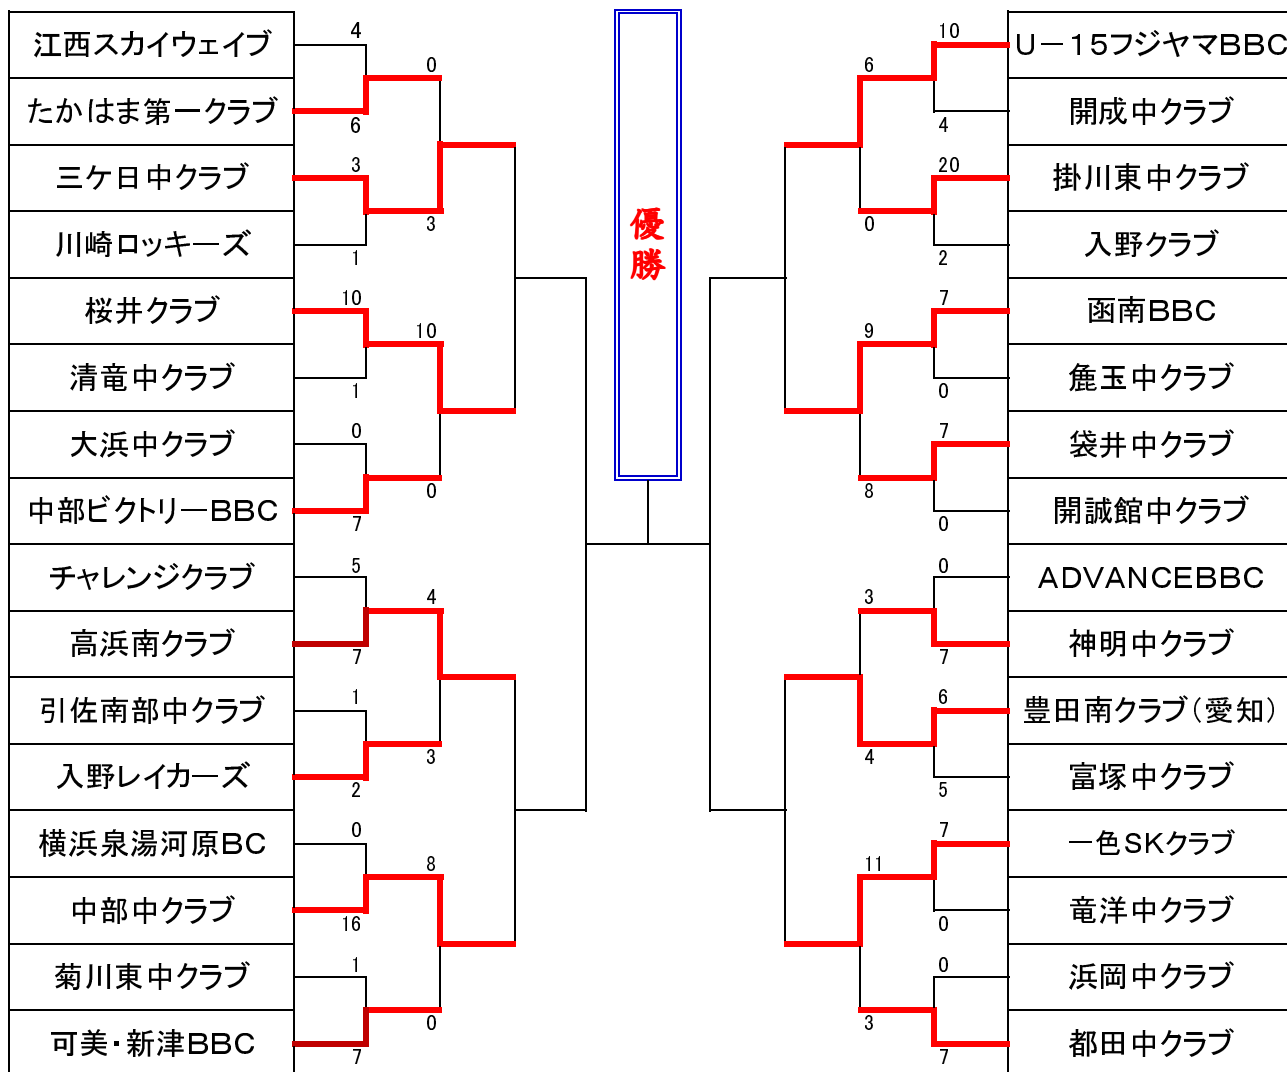 江西スカイウェイブ
たかはま第一クラブ
三ケ日中クラブ
川崎ロッキーズ
桜井クラブ
清竜中クラブ
大浜中クラブ
中部ビクトリーBBC
チャレンジクラブ
高浜南クラブ
引佐南部中クラブ
入野レイカーズ
横浜泉湯河原BC
中部中クラブ
菊川東中クラブ
可美・新津BBC
4
6
3
1
10
1
0
7
5
7
1
2
0
16
1
7
0
3
10
0
4
3
8
0
優勝
6
0
9
8
3
4
11
3
10
4
20
2
7
0
7
0
0
7
6
5
7
0
0
7
U－15フジヤマBBC
開成中クラブ
掛川東中クラブ
入野クラブ
函南BBC
麁玉中クラブ
袋井中クラブ
開誠館中クラブ
ADVANCEBBC
神明中クラブ
豊田南クラブ（愛知）
富塚中クラブ
一色SKクラブ
竜洋中クラブ
浜岡中クラブ
都田中クラブ